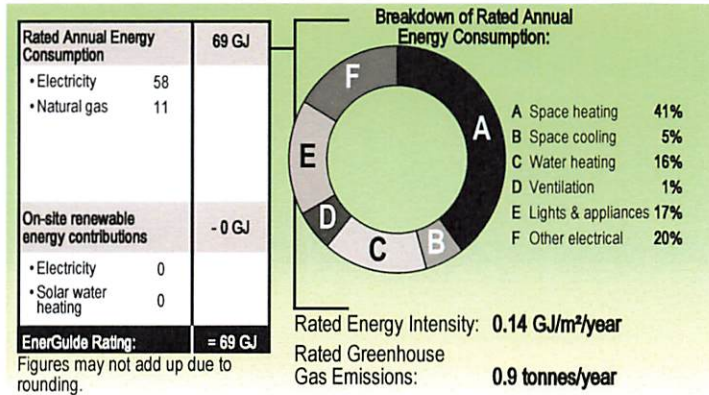 Rated Annual Energy
Consumption
69 GJ
• Electricity 58
• Natural gas 11
On-site renewable
energy contributions
- 0 GJ
• Electricity 0
• Solar water
heating
0
EnerGuide Rating: = 69 GJ
Figures may not add up due to
rounding.
Breakdown of Rated Annual
Energy Consumption:
A
B
C
D
E
F
A Space heating 41%
B Space cooling 5%
C Water heating 16%
D Ventilation 1%
E Lights & appliances 17%
F Other electrical 20%
Rated Energy Intensity: 0.14 GJ/m²/year
Rated Greenhouse
Gas Emissions: 0.9 tonnes/year